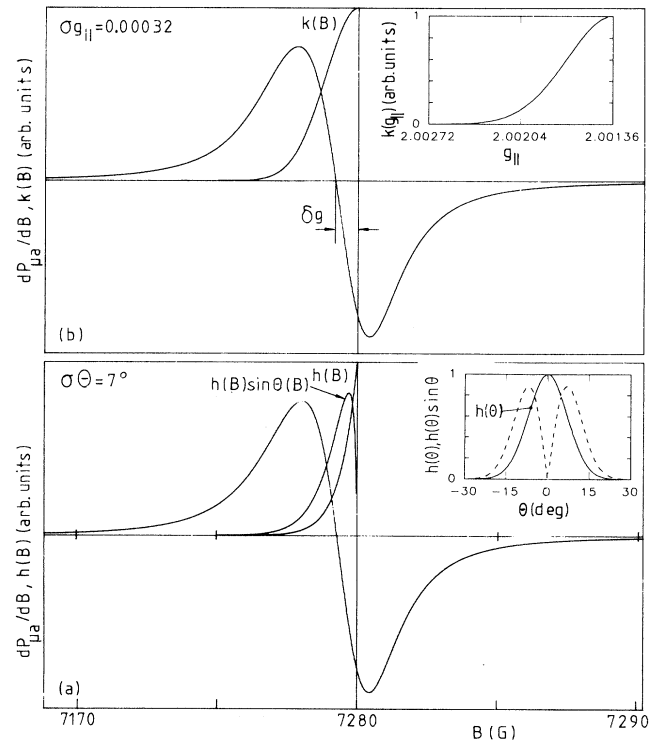 σg∥=0.00032
k(B)
k(g∥) (arb. units)
1
0
2.00272 2.00204 2.00136
g∥
dPμa/dB, k(B) (arb. units)
δg
(b)
σΘ=7°
h(B)sinθ(B)
h(B)
h(Θ),h(Θ)sinθ
1
0
h(Θ)
-30 -15 0 15 30
Θ(deg)
dPμa/dB, h(B) (arb. units)
(a)
7170 7280 7290
B(G)